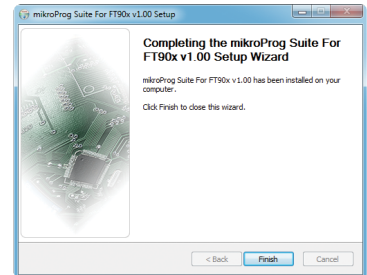 mikroProg Suite For FT90x v1.00 Setup
Completing the mikroProg Suite For
FT90x v1.00 Setup Wizard
mikroProg Suite For FT90x v1.00 has been installed on your
computer.
Click Finish to close this wizard.
< Back
Finish
Cancel